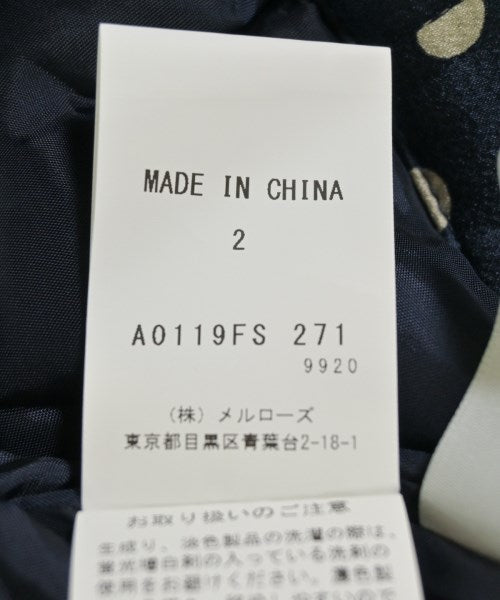 MADE IN CHINA
2
A0119FS 271
9920
（株）メルローズ
東京都目黒区青葉台2-18-1
お取り扱いのご注意
生成り、淡色製品の洗濯の際は、
蛍光増白剤の入っている洗剤の
使用をお避けください。濃色製